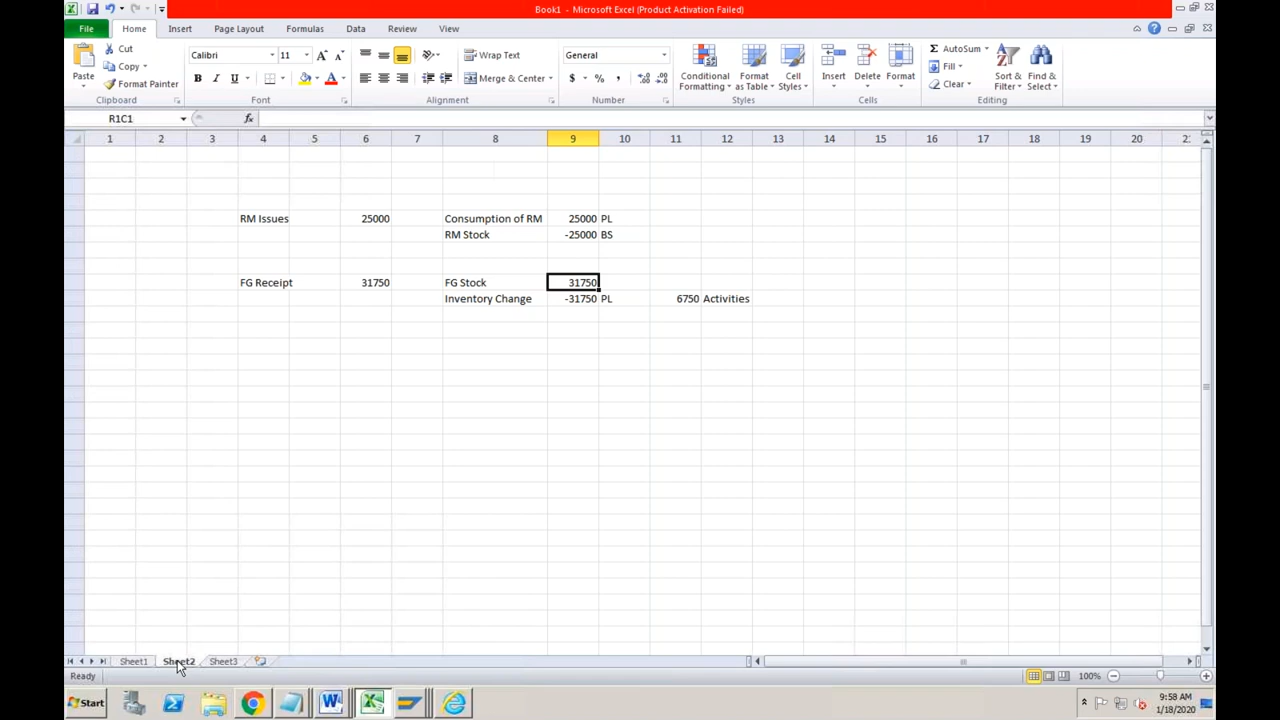 Book1 - Microsoft Excel (Product Activation Failed)
File Home Insert Page Layout Formulas Data Review View
Paste Cut Copy Format Painter
Calibri 11
B I U
Wrap Text
Merge & Center
General
$ % ,
Conditional Formatting Format as Table Cell Styles
Insert Delete Format
AutoSum Fill Clear
Sort & Filter Find & Select
Clipboard Font Alignment Number Styles Cells Editing
R1C1 fx
1 2 3 4 5 6 7 8 9 10 11 12 13 14 15 16 17 18 19 20
RM Issues 25000 Consumption of RM 25000 PL
RM Stock -25000 BS
FG Receipt 31750 FG Stock 31750
Inventory Change -31750 PL 6750 Activities
Sheet1 Sheet2 Sheet3
Ready 100%
Start 9:58 AM
1/18/2020